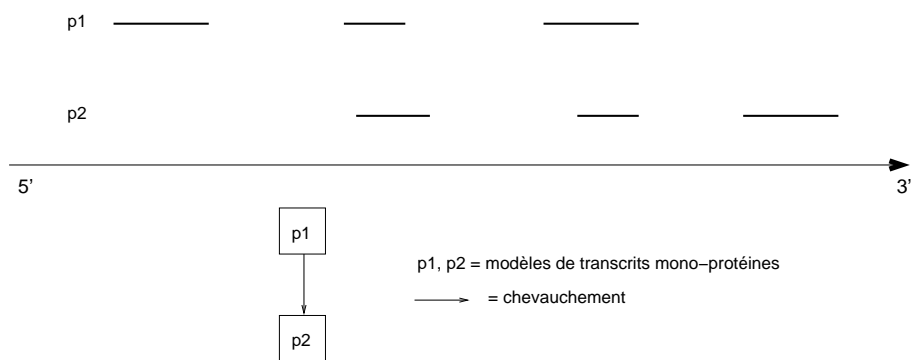 p1
p2
5'
3'
p1
p1, p2 = modèles de transcrits mono−protéines
= chevauchement
p2